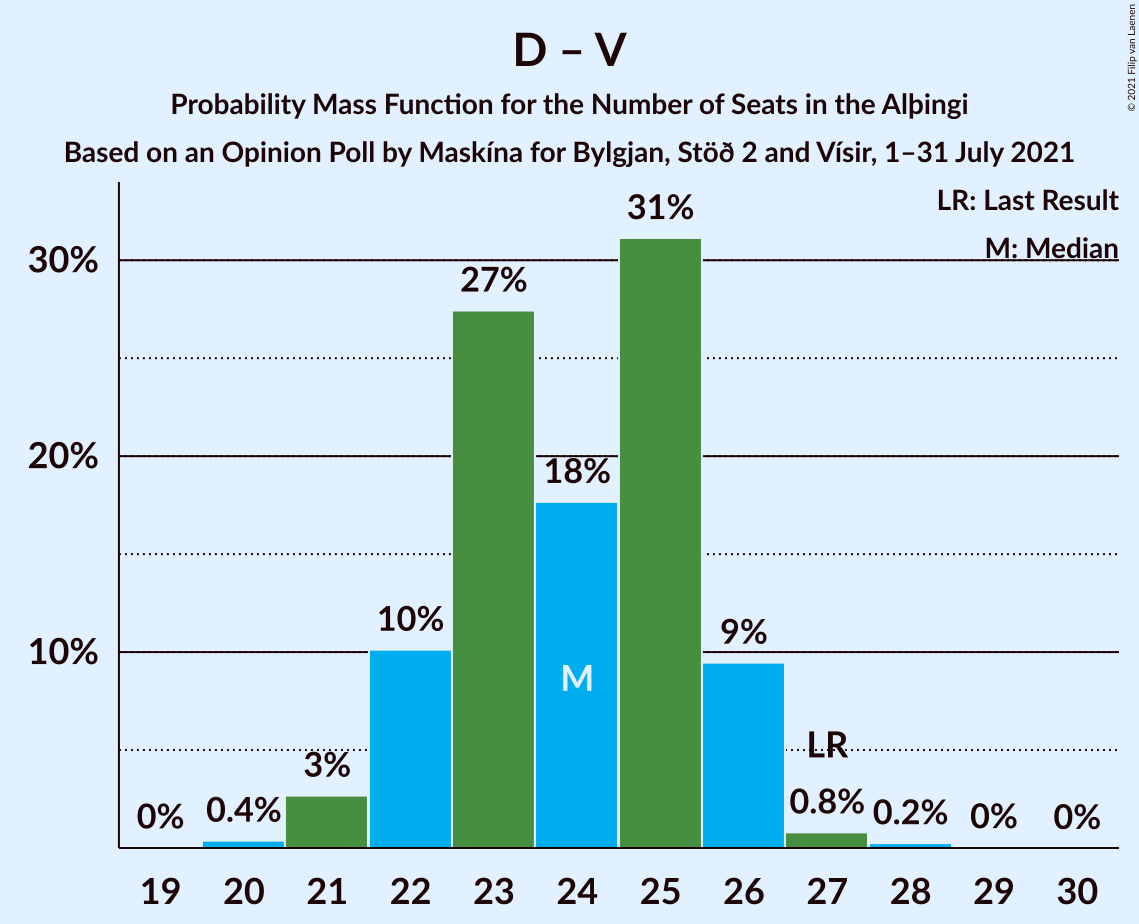 D – V
Probability Mass Function for the Number of Seats in the Alþingi
Based on an Opinion Poll by Maskína for Bylgjan, Stöð 2 and Vísir, 1–31 July 2021
© 2021 Filip van Laenen
LR: Last Result
M: Median
31%
30%
27%
20%
18%
10%
9%
10%
M
LR
3%
0%
0.4%
0.8%
0.2%
0%
0%
19 20 21 22 23 24 25 26 27 28 29 30